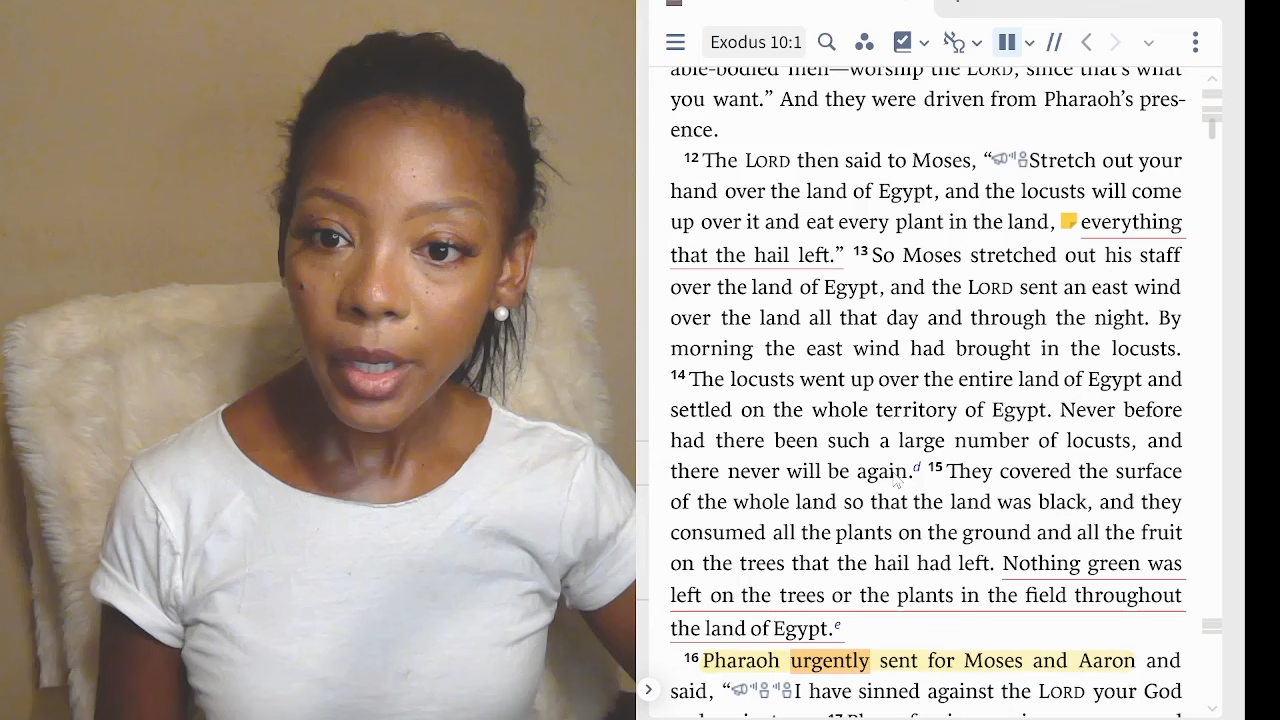 Exodus 10:1
able-bodied men—worship the LORD, since that's what
you want.” And they were driven from Pharaoh’s pres-
ence.
12 The LORD then said to Moses, “Stretch out your
hand over the land of Egypt, and the locusts will come
up over it and eat every plant in the land, everything
that the hail left.” 13 So Moses stretched out his staff
over the land of Egypt, and the LORD sent an east wind
over the land all that day and through the night. By
morning the east wind had brought in the locusts.
14 The locusts went up over the entire land of Egypt and
settled on the whole territory of Egypt. Never before
had there been such a large number of locusts, and
there never will be again.d 15 They covered the surface
of the whole land so that the land was black, and they
consumed all the plants on the ground and all the fruit
on the trees that the hail had left. Nothing green was
left on the trees or the plants in the field throughout
the land of Egypt.e
16 Pharaoh urgently sent for Moses and Aaron and
said, “I have sinned against the LORD your God